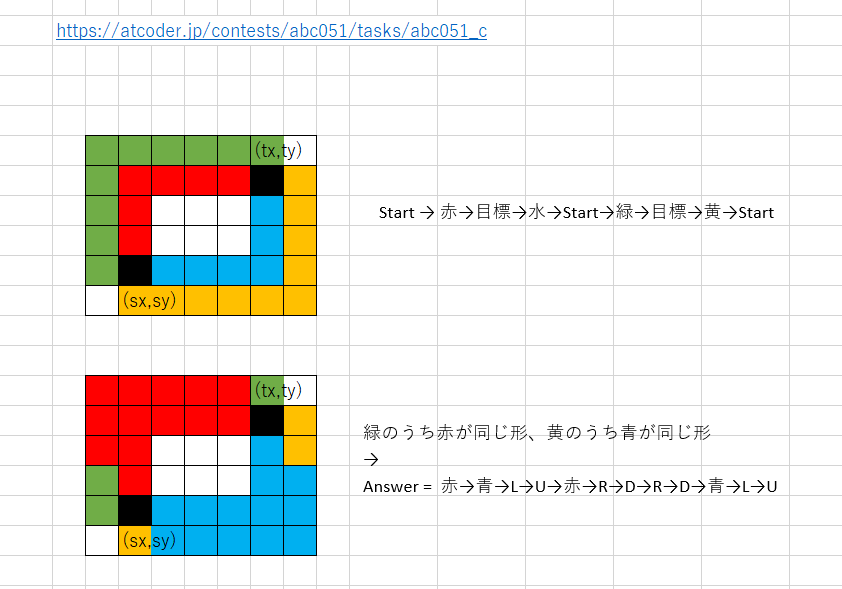 https://atcoder.jp/contests/abc051/tasks/abc051_c
(tx,ty)
Start → 赤→目標→水→Start→緑→目標→黄→Start
(sx,sy)
(tx,ty)
緑のうち赤が同じ形、黄のうち青が同じ形
→
Answer = 赤→青→L→U→赤→R→D→R→D→青→L→U
(sx,sy)